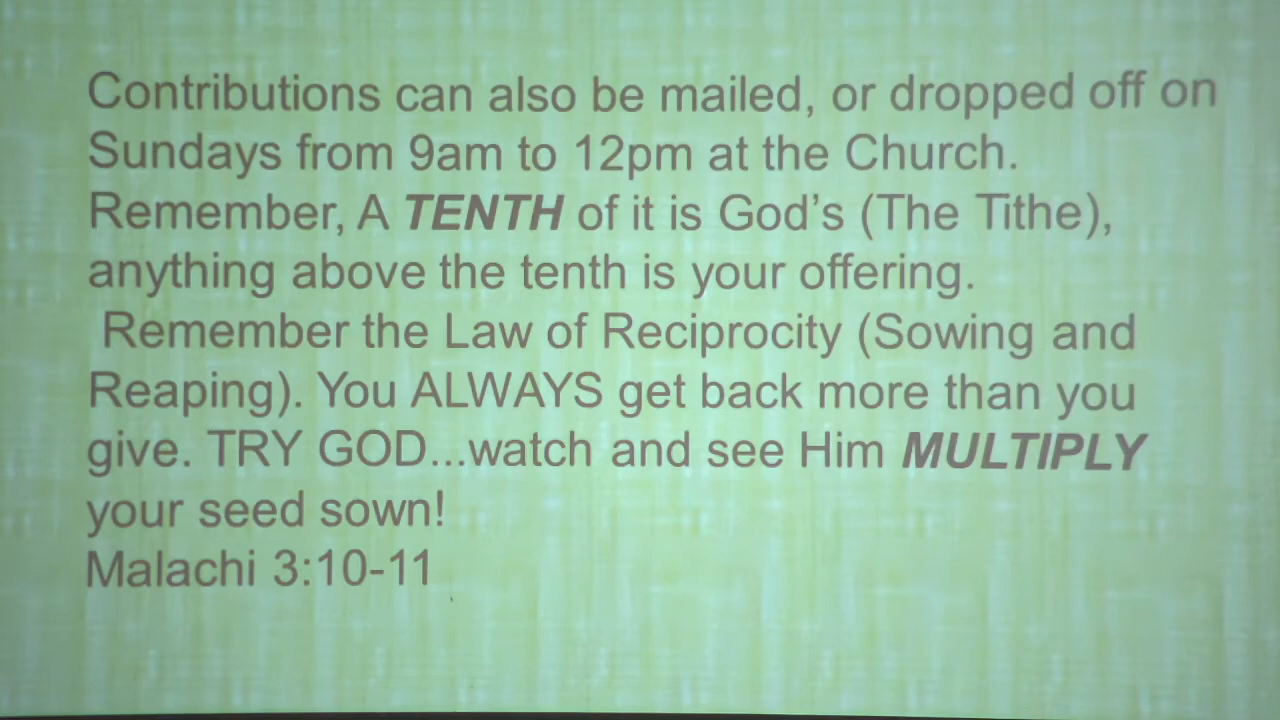 Contributions can also be mailed, or dropped off on
Sundays from 9am to 12pm at the Church.
Remember, A TENTH of it is God's (The Tithe),
anything above the tenth is your offering.
Remember the Law of Reciprocity (Sowing and
Reaping). You ALWAYS get back more than you
give. TRY GOD...watch and see Him MULTIPLY
your seed sown!
Malachi 3:10-11